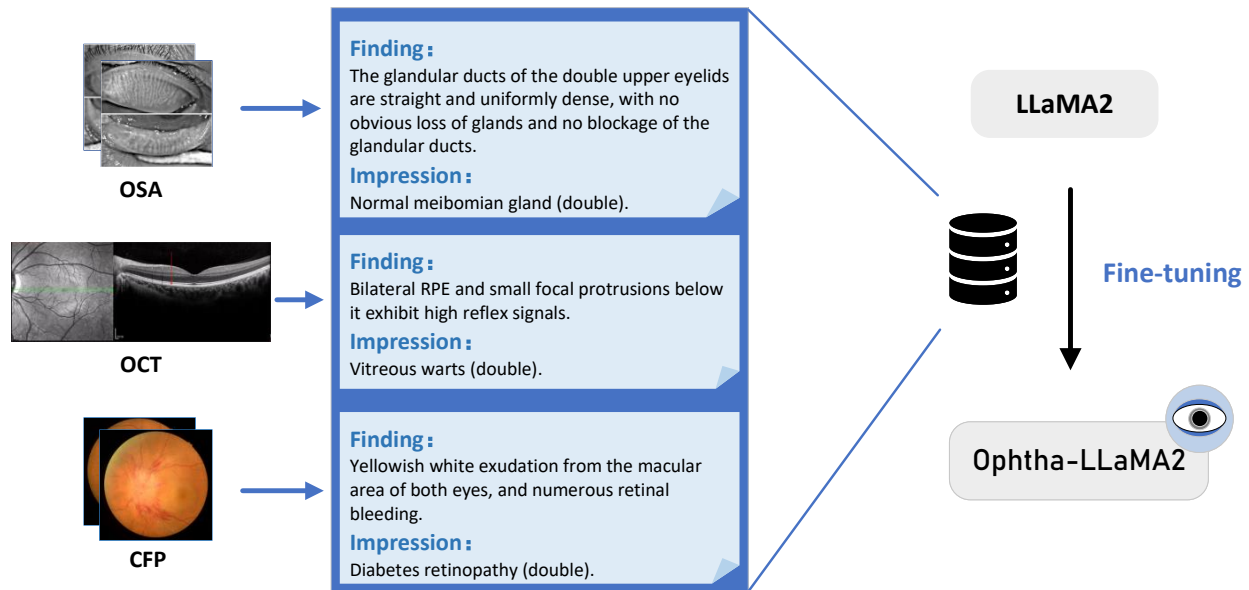 OSA
Finding：
The glandular ducts of the double upper eyelids
are straight and uniformly dense, with no
obvious loss of glands and no blockage of the
glandular ducts.
Impression：
Normal meibomian gland (double).
OCT
Finding：
Bilateral RPE and small focal protrusions below
it exhibit high reflex signals.
Impression：
Vitreous warts (double).
CFP
Finding：
Yellowish white exudation from the macular
area of both eyes, and numerous retinal
bleeding.
Impression：
Diabetes retinopathy (double).
LLaMA2
Fine-tuning
Ophtha-LLaMA2